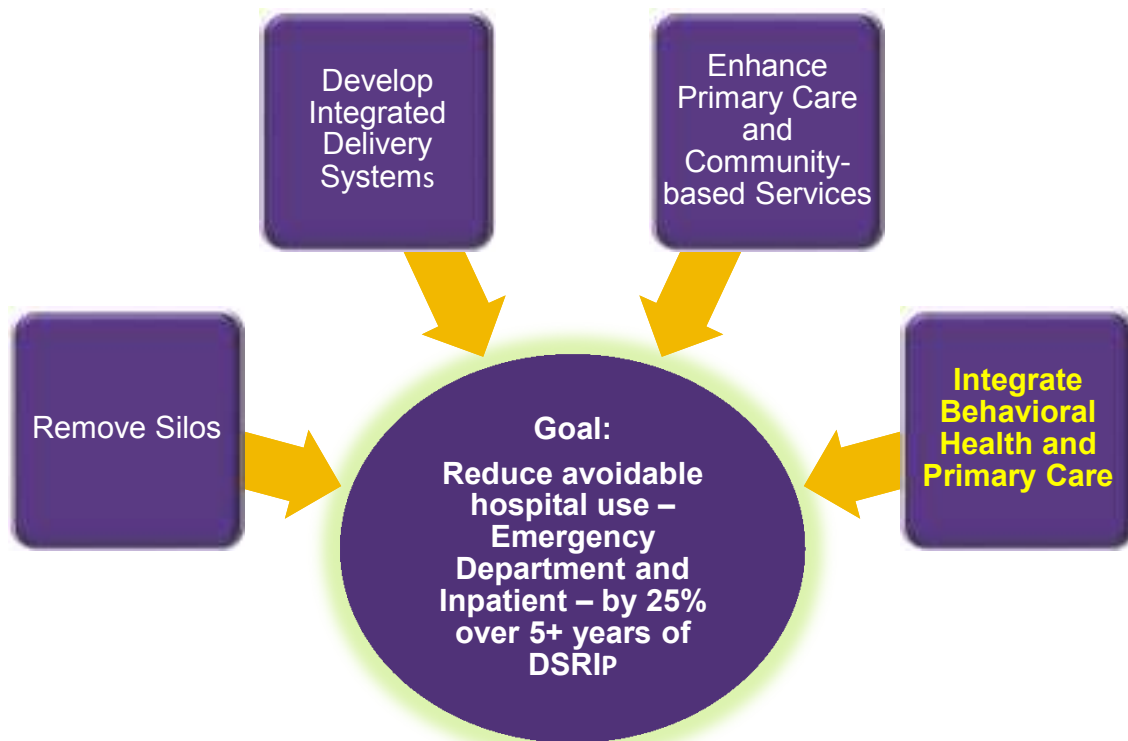 Develop
Integrated
Delivery
Systems
Enhance
Primary Care
and
Community-
based Services
Remove Silos
Integrate
Behavioral
Health and
Primary Care
Goal:
Reduce avoidable
hospital use –
Emergency
Department and
Inpatient – by 25%
over 5+ years of
DSRIP